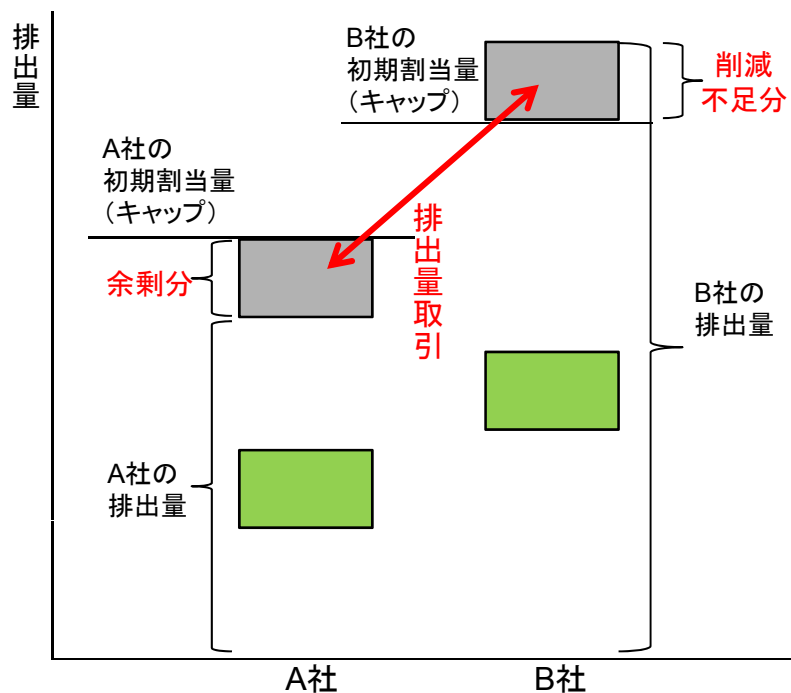 排出量
B社の
初期割当量
（キャップ）
削減
不足分
A社の
初期割当量
（キャップ）
排出量取引
余剰分
B社の
排出量
A社の
排出量
A社
B社